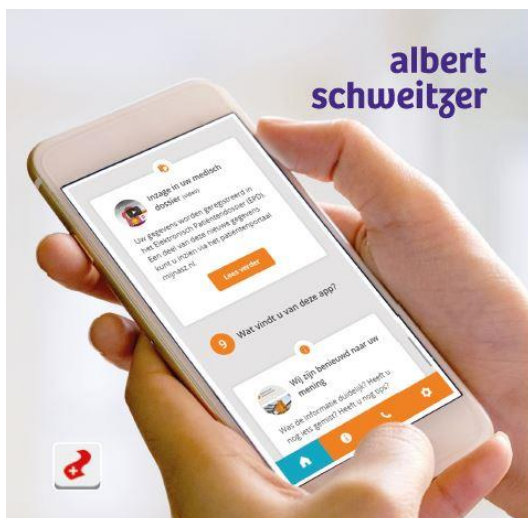 albert
schweitzer
Inzage in uw medisch
dossier (video)
Uw gegevens worden geregistreerd in
het Elektronisch Patiëntendossier (EPD).
Een deel van deze nieuwe gegevens
kunt u inzien via het patiëntenportaal
mijnasz.nl.
Lees verder
9 Wat vindt u van deze app?
Wij zijn benieuwd naar uw
mening
Was de informatie duidelijk? Heeft u
nog iets gemist? Heeft u nog tips?